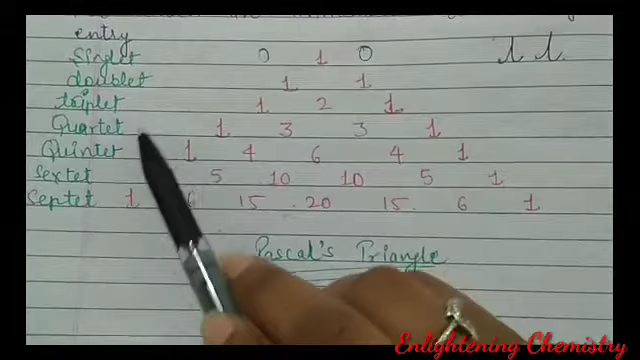 entry
Singlet 0 1 0
doublet 1 1
triplet 1 2 1
Quartet 1 3 3 1
Quintet 1 4 6 4 1
Sextet 5 10 10 5 1
Septet 1 6 15 20 15 6 1
Pascal's Triangle
Enlightening Chemistry